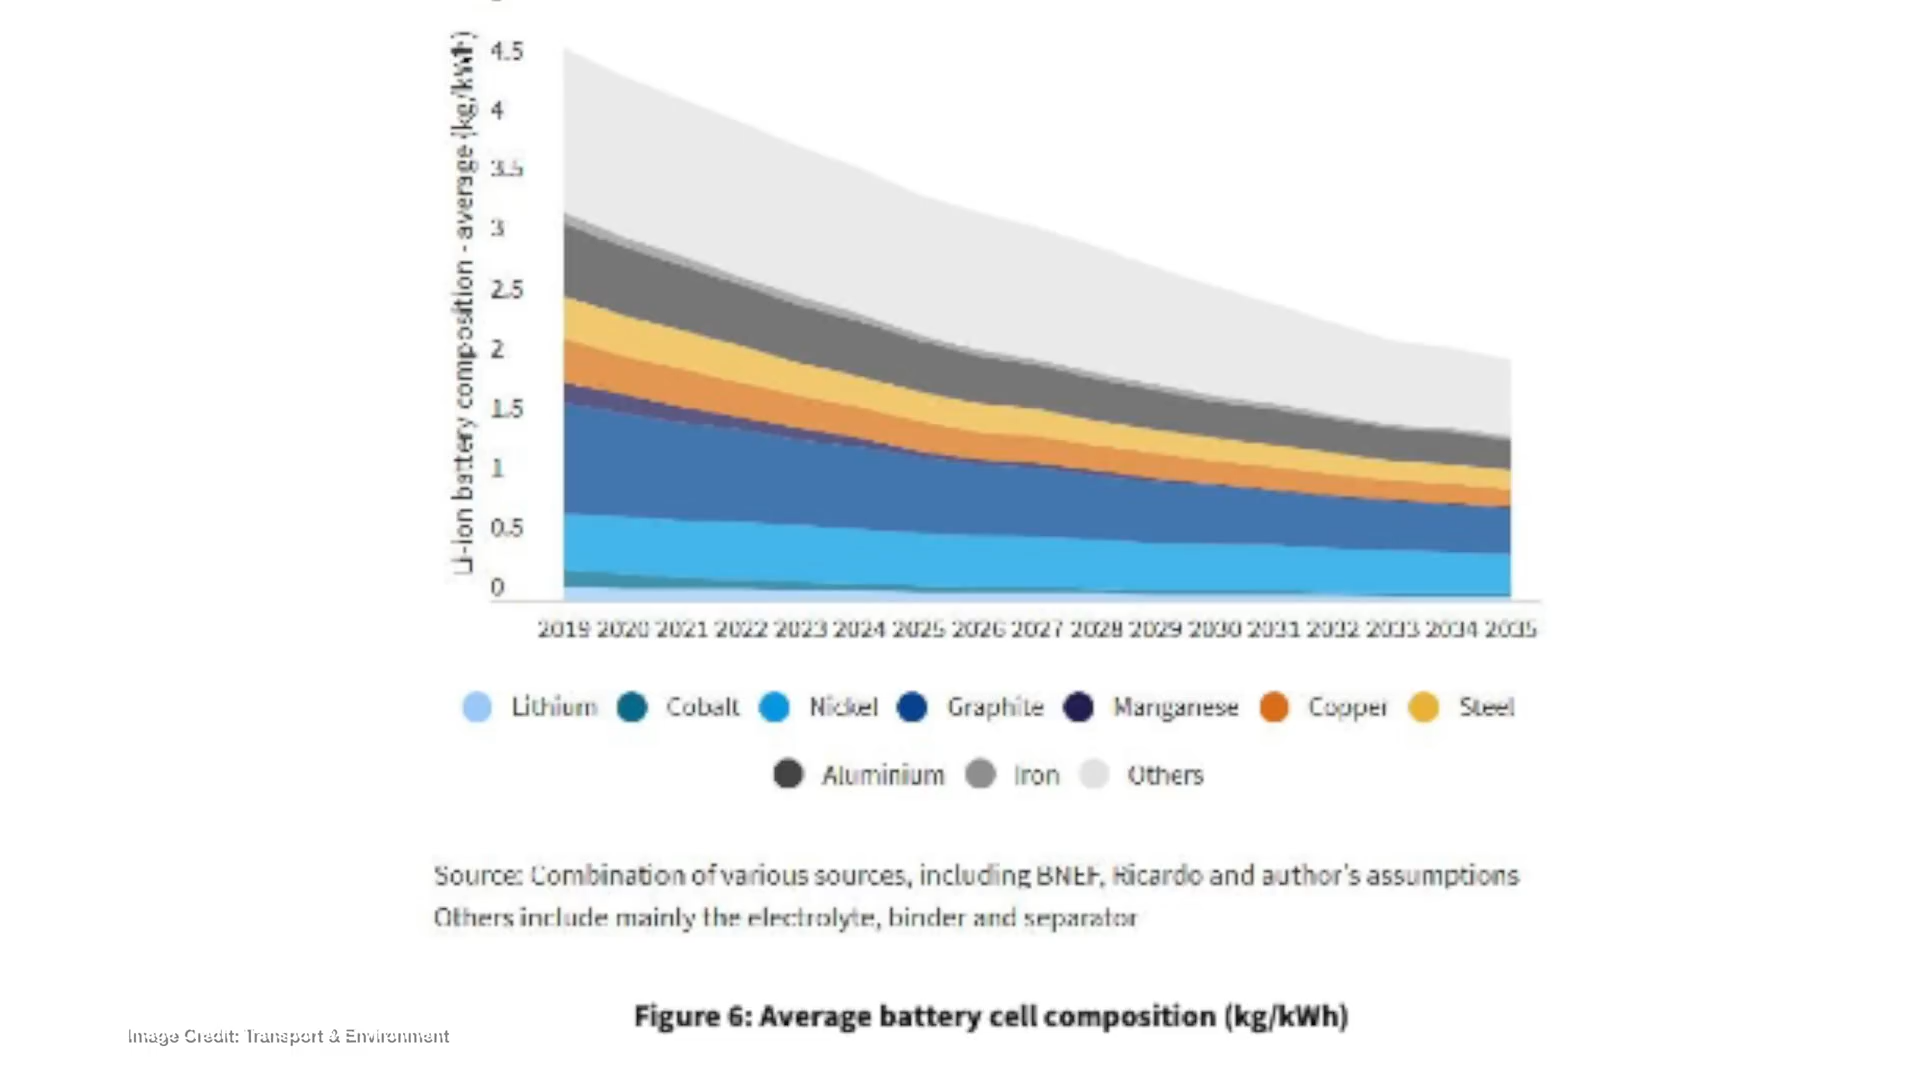 Li-ion battery composition - average (kg/kWh)
4.5
4
3.5
3
2.5
2
1.5
1
0.5
0
2019 2020 2021 2022 2023 2024 2025 2026 2027 2028 2029 2030 2031 2032 2033 2034 2035
Lithium Cobalt Nickel Graphite Manganese Copper Steel
Aluminium Iron Others
Source: Combination of various sources, including BNEF, Ricardo and author's assumptions
Others include mainly the electrolyte, binder and separator
Figure 6: Average battery cell composition (kg/kWh)
Image Credit: Transport & Environment